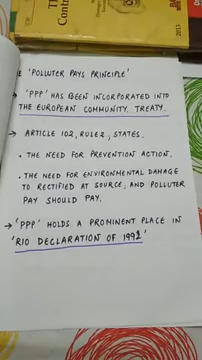 'POLLUTER PAYS PRINCIPLE'
→ 'PPP' HAS BEEN INCORPORATED INTO
THE EUROPEAN COMMUNITY TREATY.
→ ARTICLE 102, RULE 2, STATES.
• THE NEED FOR PREVENTION ACTION.
• THE NEED FOR ENVIRONMENTAL DAMAGE
TO RECTIFIED AT SOURCE, AND POLLUTER
PAY SHOULD PAY.
→ 'PPP' HOLDS A PROMINENT PLACE IN
'RIO DECLARATION OF 1992'